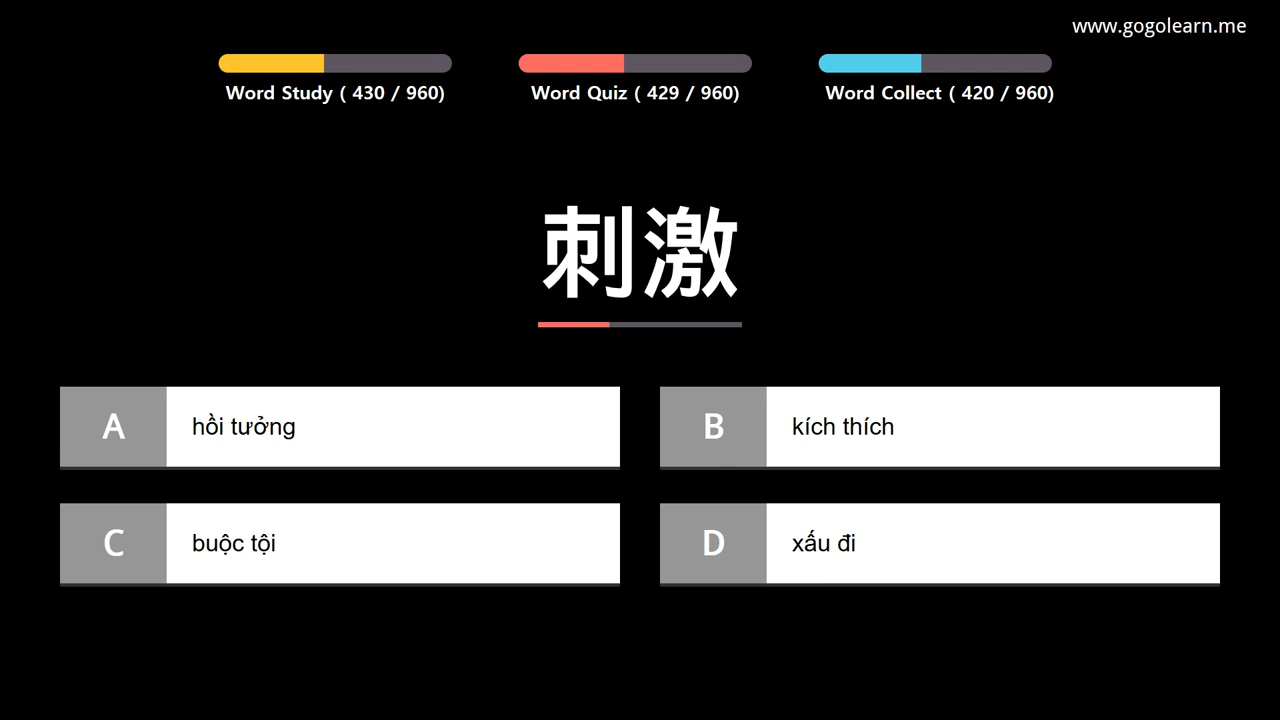 www.gogolearn.me
Word Study ( 430 / 960)
Word Quiz ( 429 / 960)
Word Collect ( 420 / 960)
刺激
A hồi tưởng
B kích thích
C buộc tội
D xấu đi